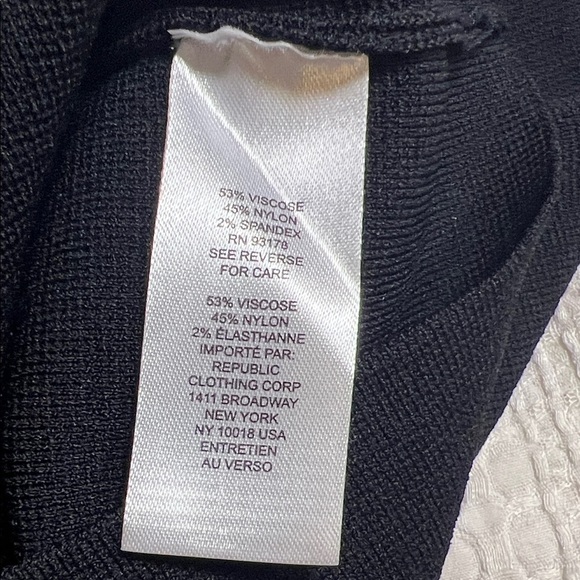 53% VISCOSE
45% NYLON
2% SPANDEX
RN 93178
SEE REVERSE
FOR CARE
53% VISCOSE
45% NYLON
2% ÉLASTHANNE
IMPORTÉ PAR:
REPUBLIC
CLOTHING CORP
1411 BROADWAY
NEW YORK
NY 10018 USA
ENTRETIEN
AU VERSO